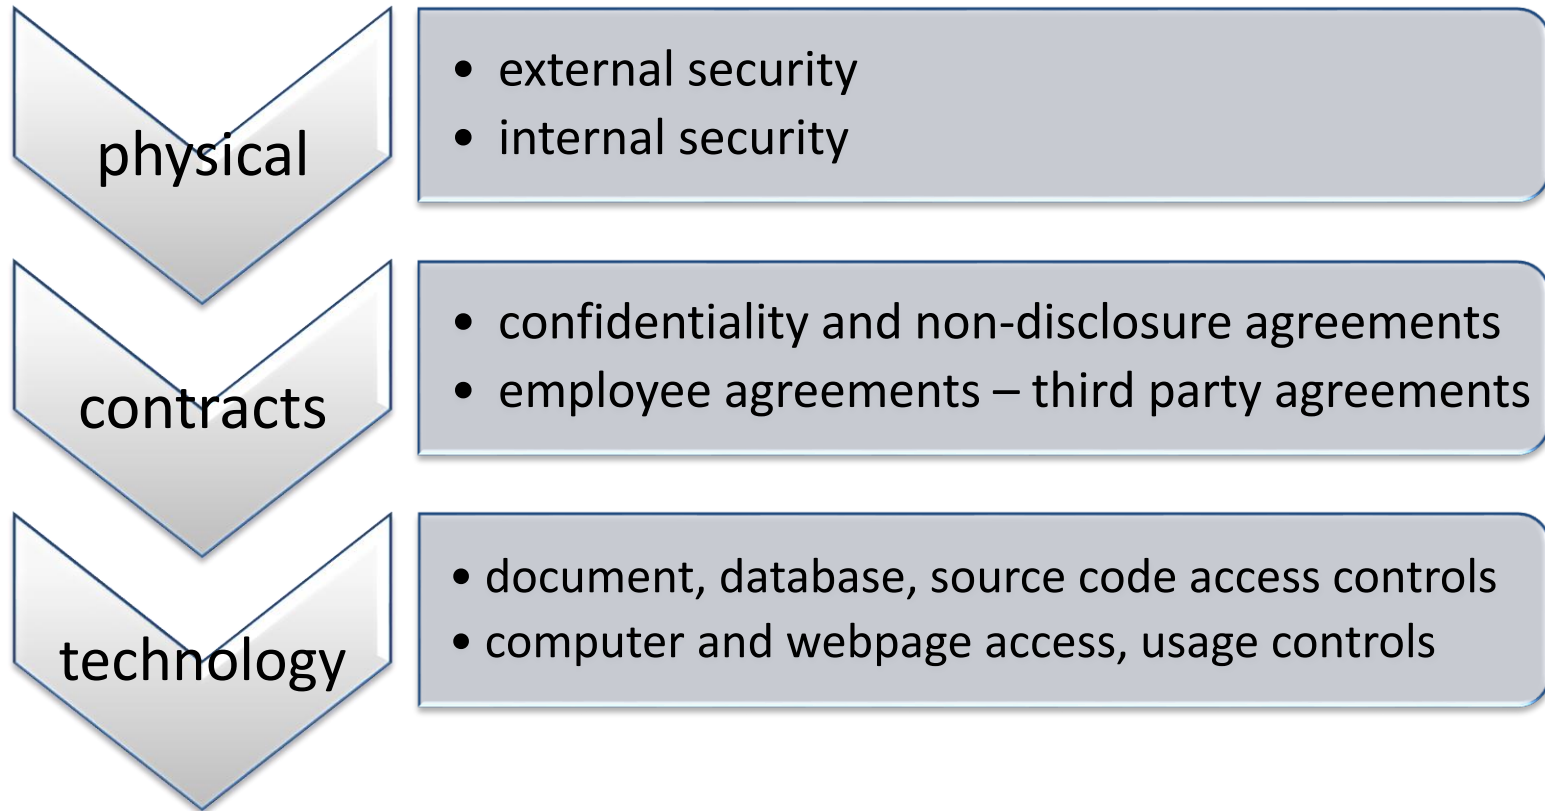 physical
• external security
• internal security
contracts
• confidentiality and non-disclosure agreements
• employee agreements – third party agreements
technology
• document, database, source code access controls
• computer and webpage access, usage controls